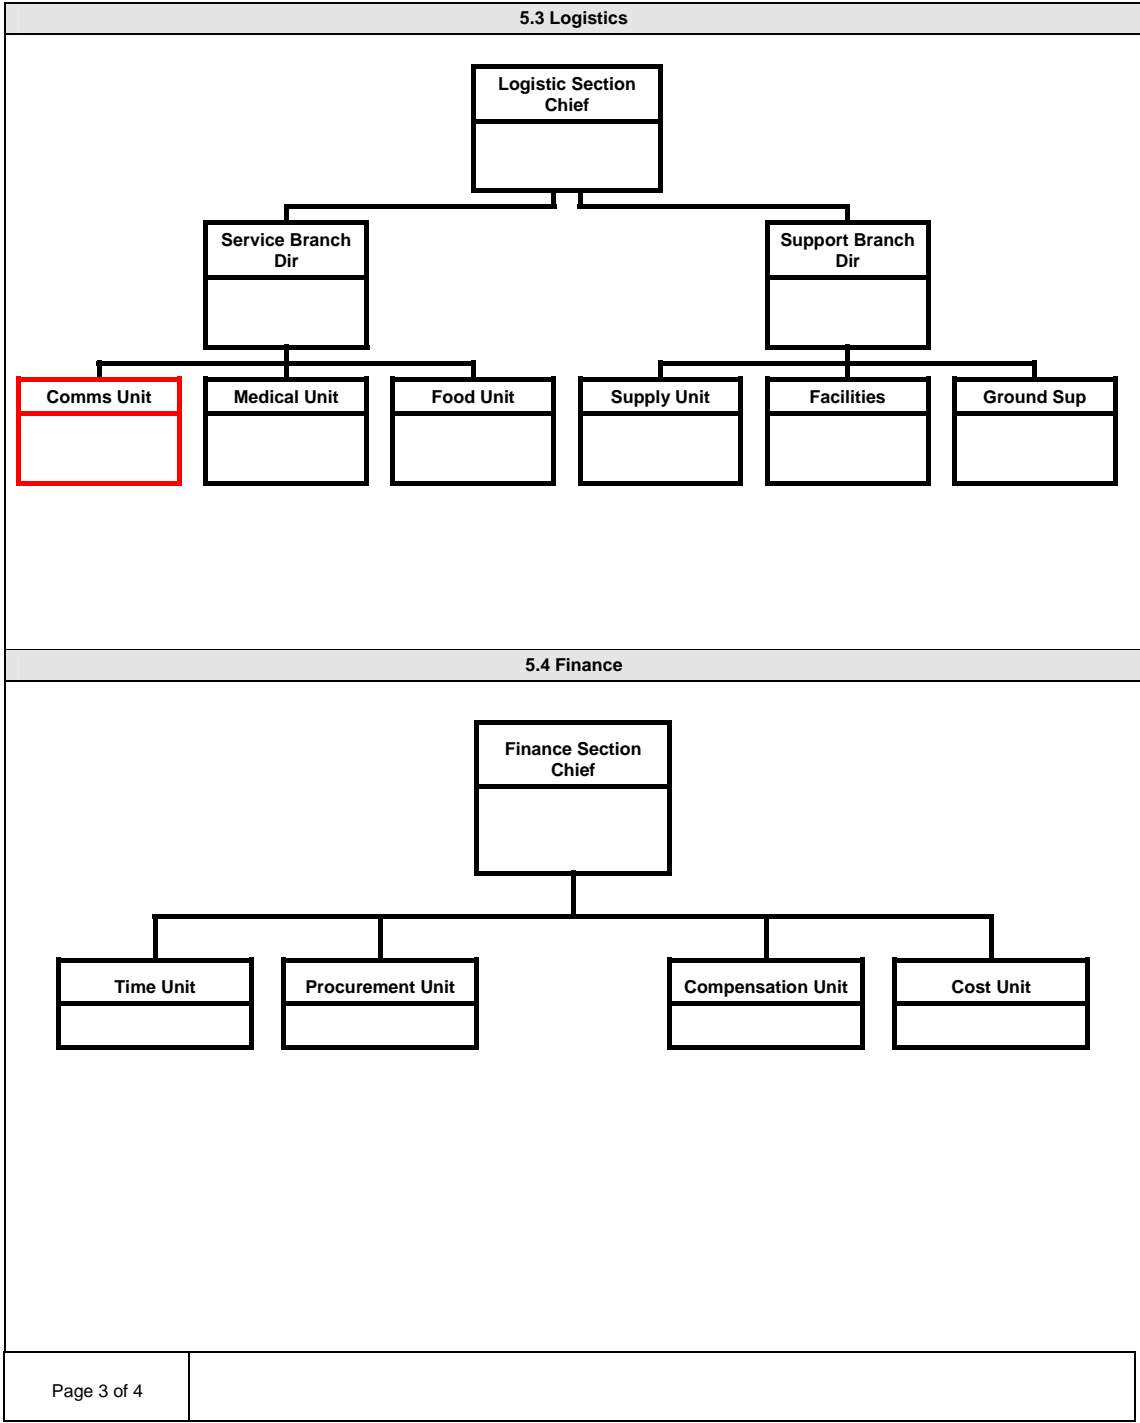 5.3 Logistics
Logistic Section
Chief
Service Branch
Dir
Support Branch
Dir
Comms Unit
Medical Unit
Food Unit
Supply Unit
Facilities
Ground Sup
5.4 Finance
Finance Section
Chief
Time Unit
Procurement Unit
Compensation Unit
Cost Unit
Page 3 of 4